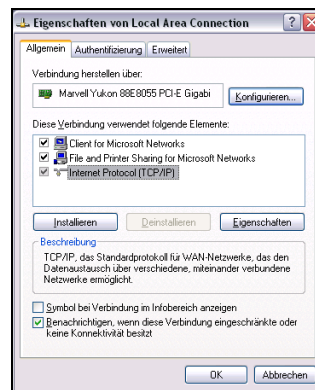 Eigenschaften von Local Area Connection
Allgemein Authentifizierung Erweitert
Verbindung herstellen über:
Marvell Yukon 88E8055 PCI-E Gigabi
Konfigurieren...
Diese Verbindung verwendet folgende Elemente:
Client for Microsoft Networks
File and Printer Sharing for Microsoft Networks
Internet Protocol (TCP/IP)
Installieren Deinstallieren Eigenschaften
Beschreibung
TCP/IP, das Standardprotokoll für WAN-Netzwerke, das den
Datenaustausch über verschiedene, miteinander verbundene
Netzwerke ermöglicht.
Symbol bei Verbindung im Infobereich anzeigen
Benachrichtigen, wenn diese Verbindung eingeschränkte oder
keine Konnektivität besitzt
OK Abbrechen